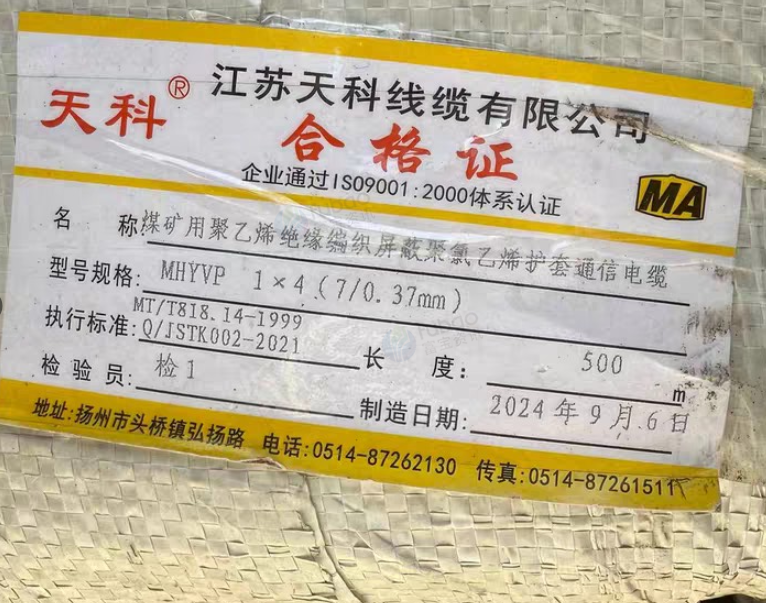 天科® 江苏天科线缆有限公司
合格证
企业通过ISO9001:2000体系认证
MA
名 称 煤矿用聚乙烯绝缘编织屏蔽聚氯乙烯护套通信电缆
型号规格: MHYVP 1×4(7/0.37mm)
执行标准: MT/T818.14-1999
Q/JSTK002-2021
长 度: 500 m
检 验 员: 检1
制造日期: 2024年9月6日
地址:扬州市头桥镇弘扬路 电话:0514-87262130 传真:0514-87261511